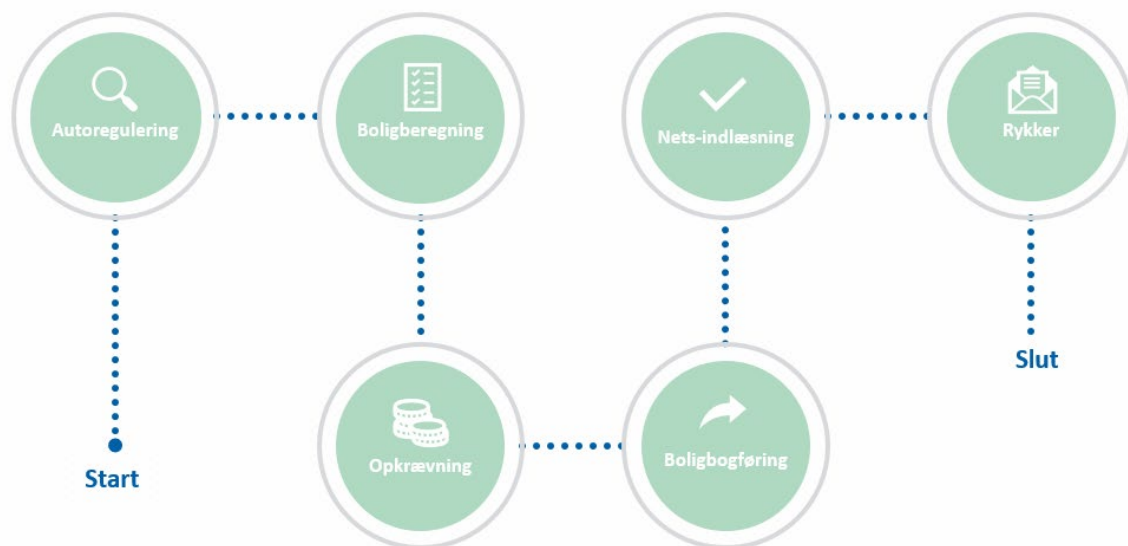 Autoregulering
Boligberegning
Nets-indlæsning
Rykker
Slut
Opkrævning
Boligbogføring
Start